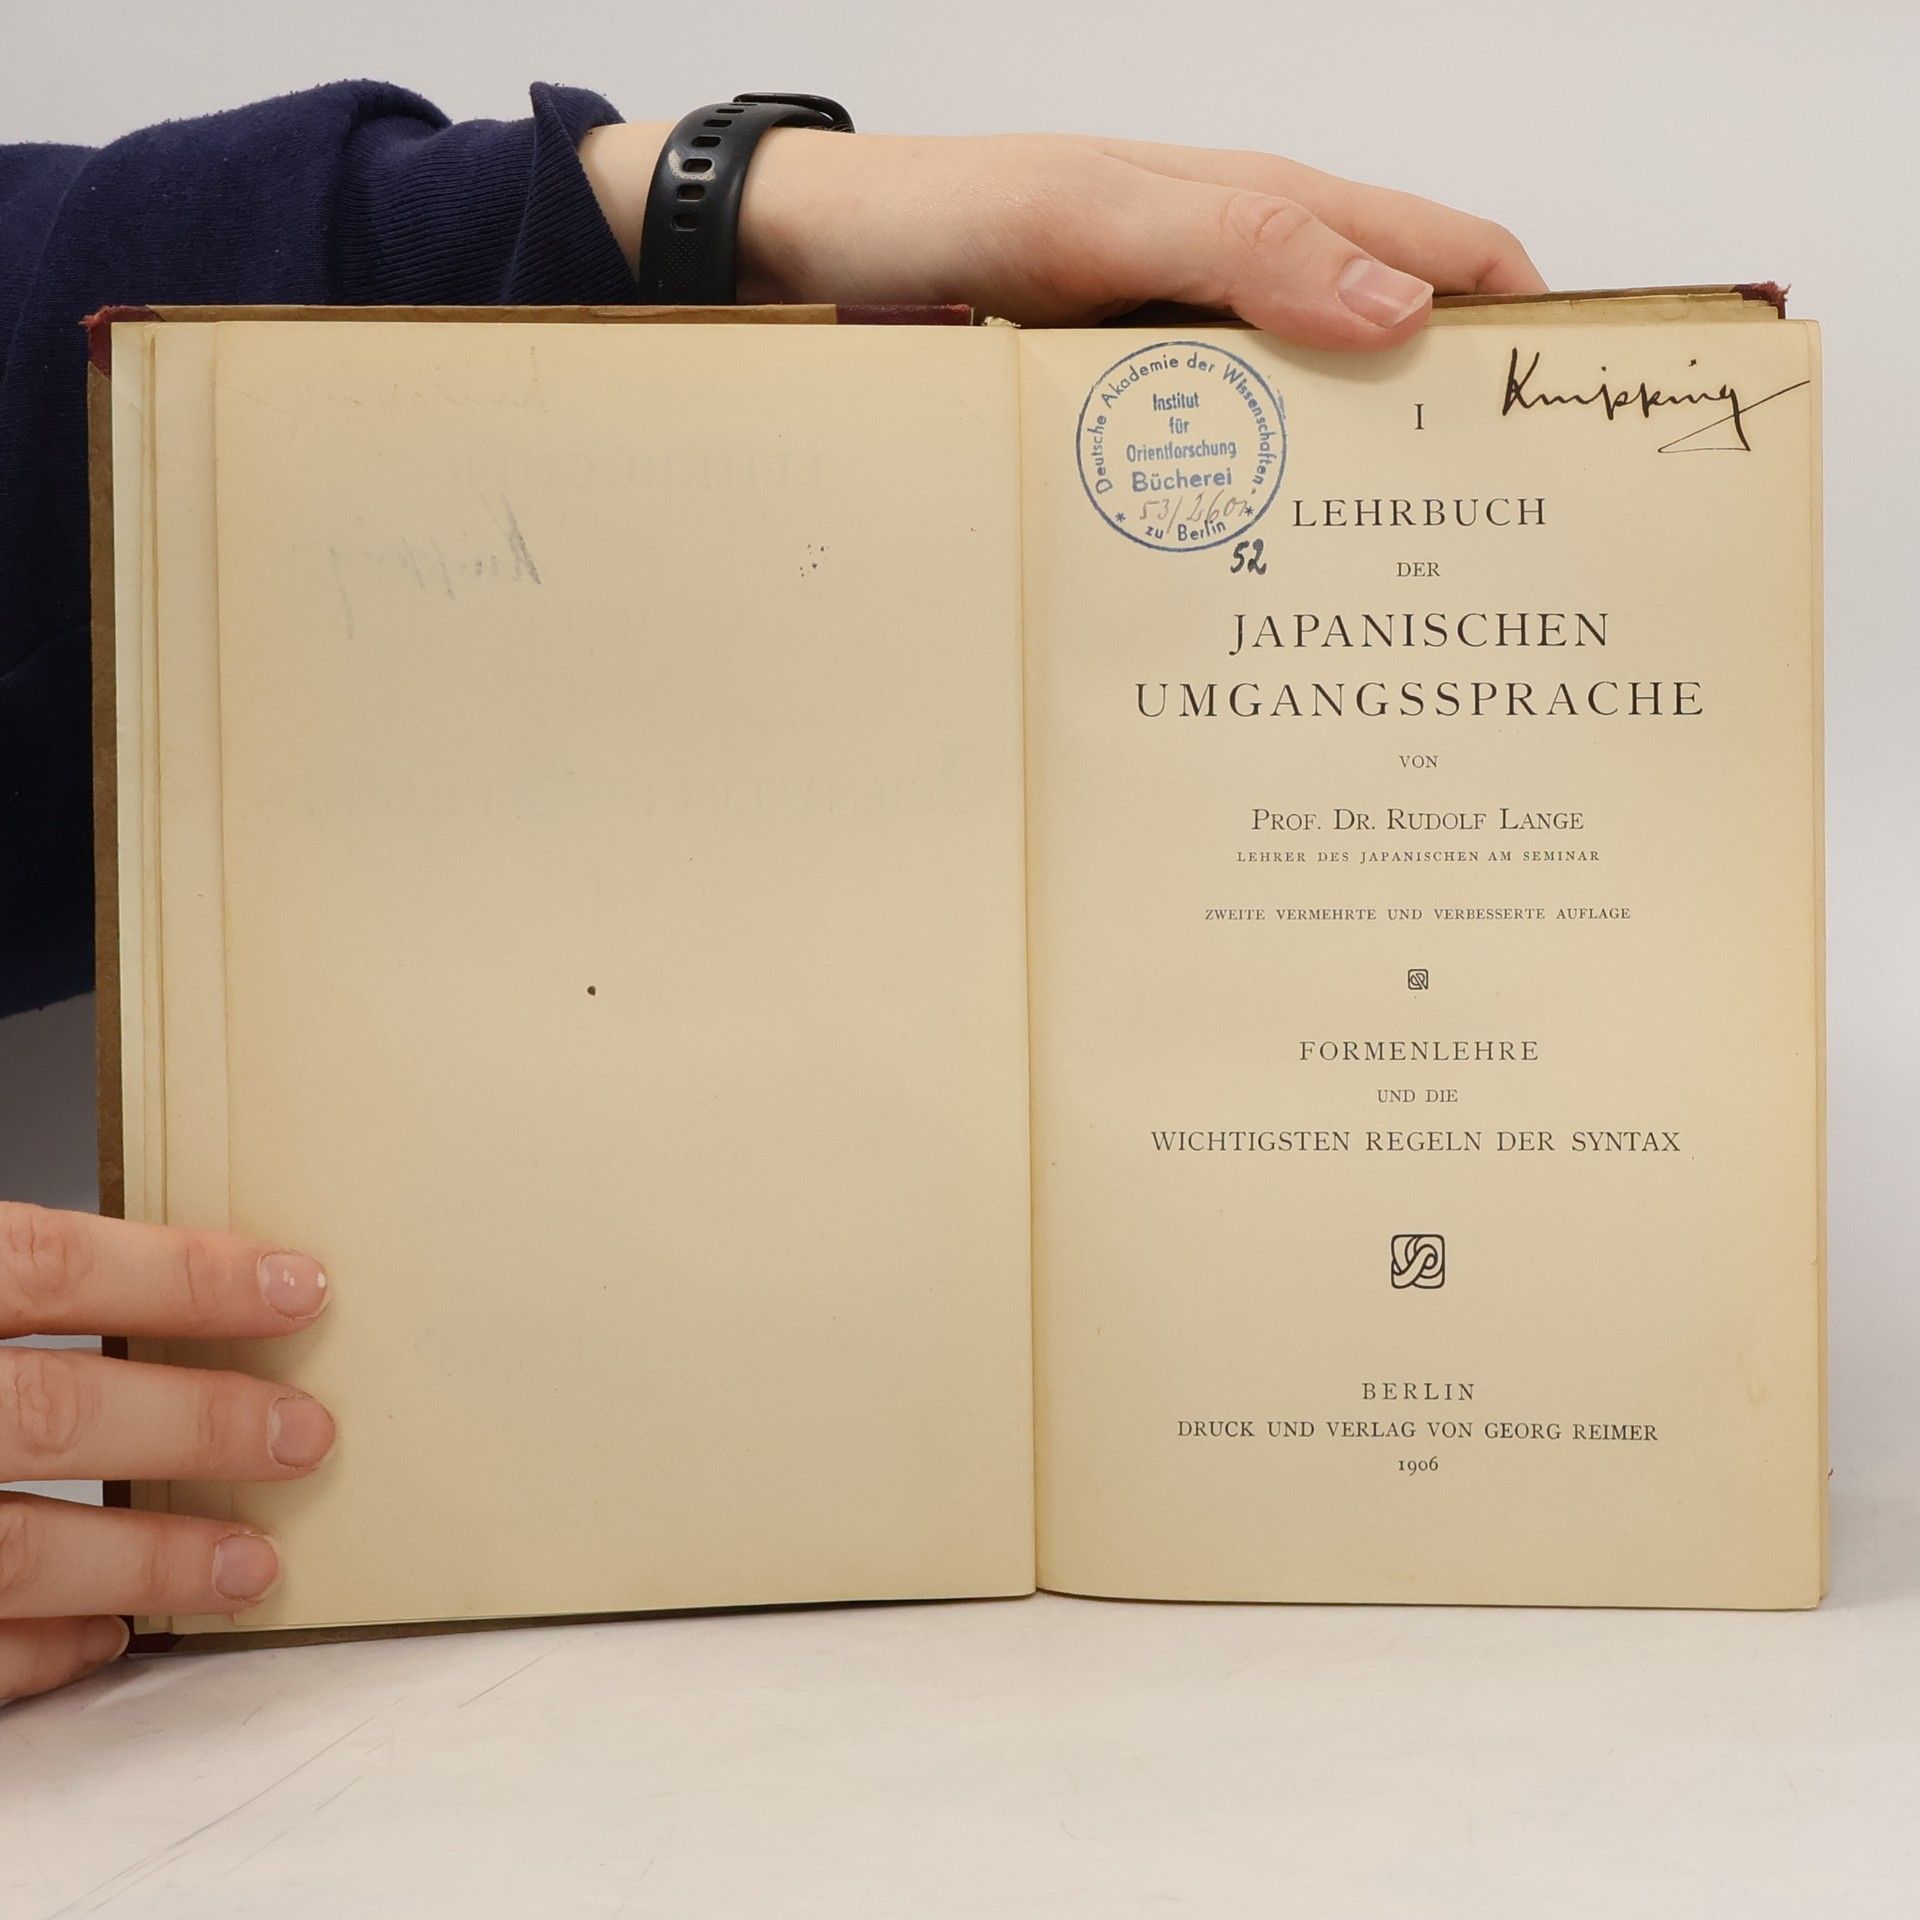 Deutsche Akademie der Wissenschaften
zu Berlin
Institut
für
Orientforschung
Bücherei
52
Knipping
I
LEHRBUCH
DER
JAPANISCHEN
UMGANGSSPRACHE
VON
PROF. DR. RUDOLF LANGE
LEHRER DES JAPANISCHEN AM SEMINAR
ZWEITE VERMEHRTE UND VERBESSERTE AUFLAGE
FORMENLEHRE
UND DIE
WICHTIGSTEN REGELN DER SYNTAX
BERLIN
DRUCK UND VERLAG VON GEORG REIMER
1906